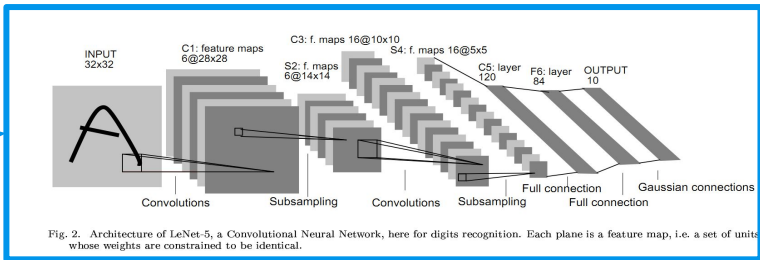 INPUT
32x32
C1: feature maps
6@28x28
C3: f. maps 16@10x10
S2: f. maps
6@14x14
S4: f. maps 16@5x5
C5: layer
120
F6: layer
84
OUTPUT
10
Convolutions
Subsampling
Convolutions
Subsampling
Full connection
Full connection
Gaussian connections
Fig. 2. Architecture of LeNet-5, a Convolutional Neural Network, here for digits recognition. Each plane is a feature map, i.e. a set of units
whose weights are constrained to be identical.